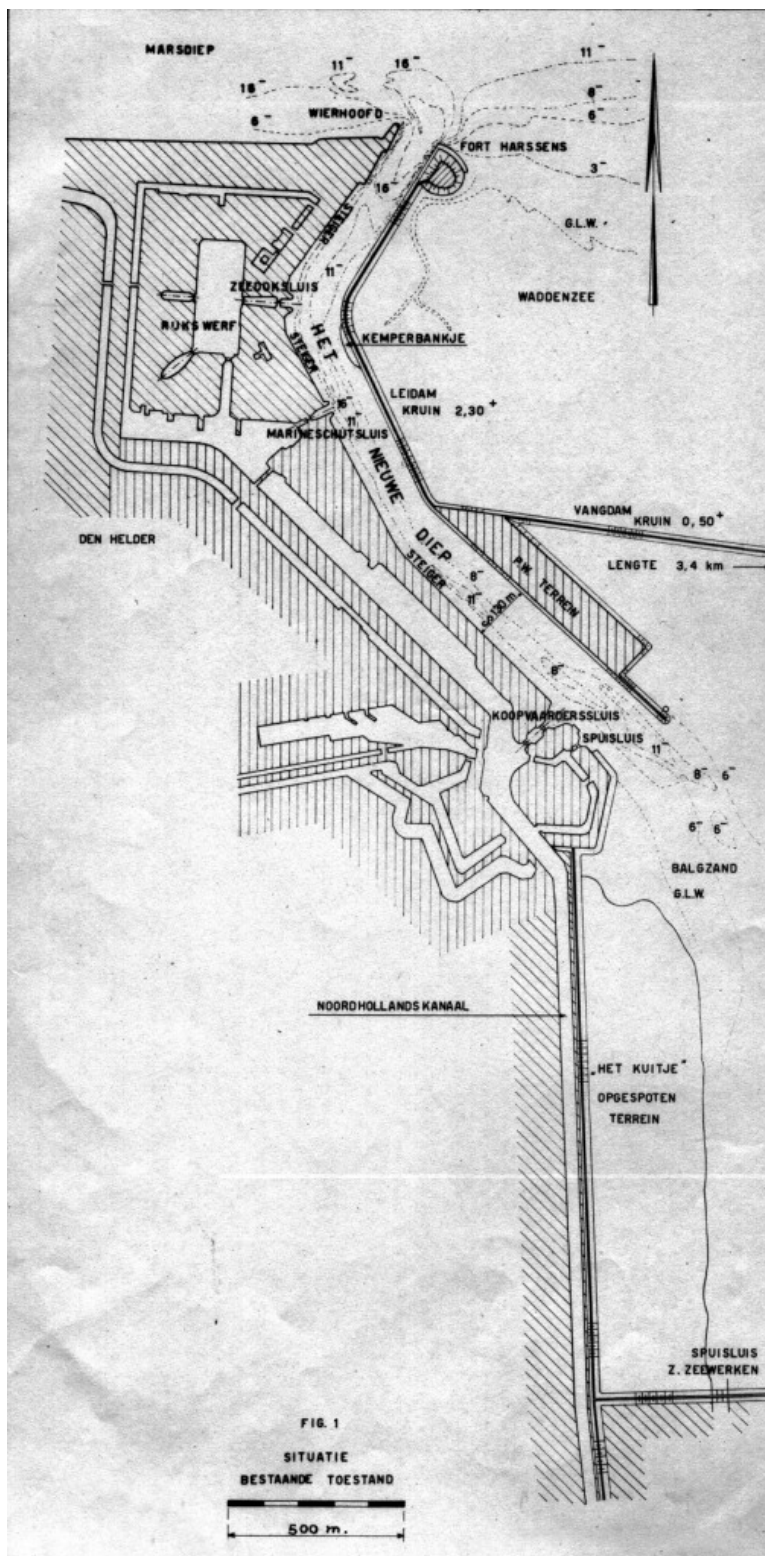 MARSDIEP
11-
16-
11-
16-
8-
6-
6-
WIERHOOFD
FORT HARSSENS
3-
16-
STEIGER
G.L.W.
11-
ZEEDOKSLUIS
WADDENZEE
RIJKSWERF
HET
STEIGER
KEMPERBANKJE
LEIDAM
KRUIN 2,30+
16-
11-
MARINESCHUTSLUIS
NIEUWE
VANGDAM
KRUIN 0,50+
DEN HELDER
DIEP
STEIGER
8-
11-
P.W. TERREIN
LENGTE 3,4 km
130 m.
8-
KOOPVAARDERSSLUIS
SPUISLUIS
11-
8-
6-
6-
6-
BALGZAND
G.L.W.
NOORDHOLLANDS KANAAL
„HET KUITJE"
OPGESPOTEN
TERREIN
SPUISLUIS
Z. ZEEWERKEN
FIG. 1
SITUATIE
BESTAANDE TOESTAND
500 m.